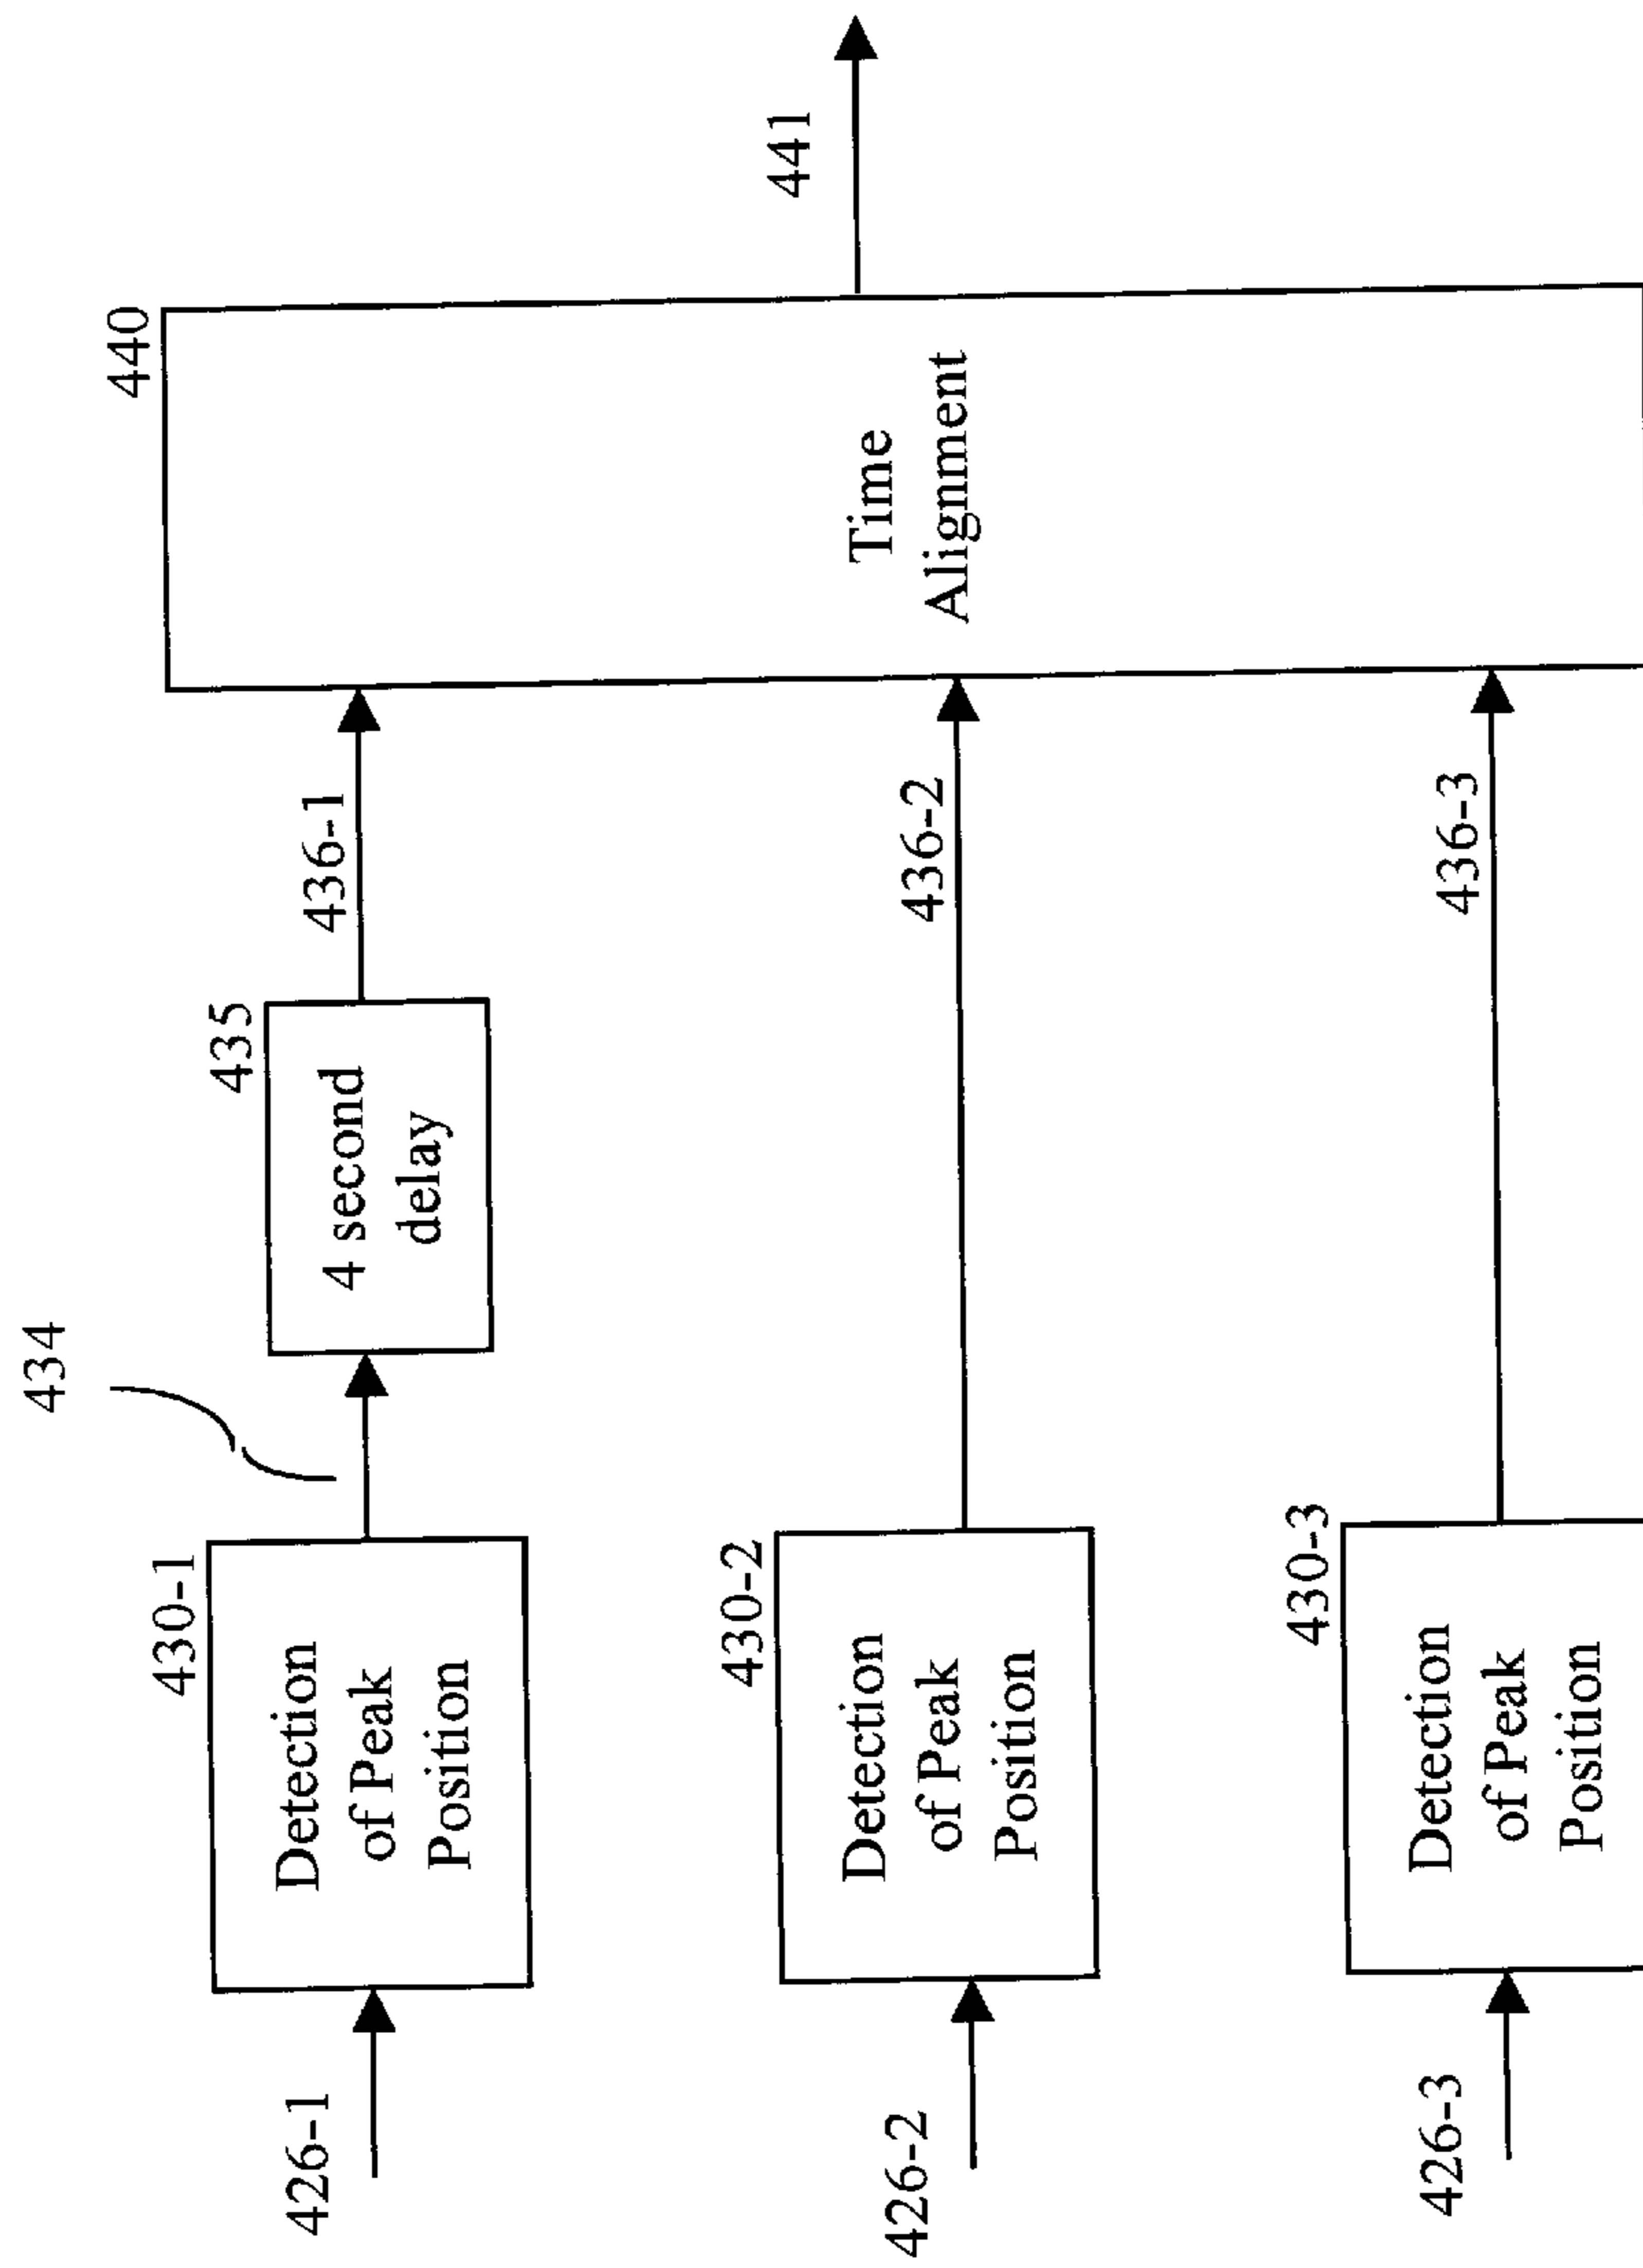 426-1
430-1
Detection
of Peak
Position
434
435
4 second
delay
436-1
426-2
430-2
Detection
of Peak
Position
436-2
426-3
430-3
Detection
of Peak
Position
436-3
440
Time
Alignment
441